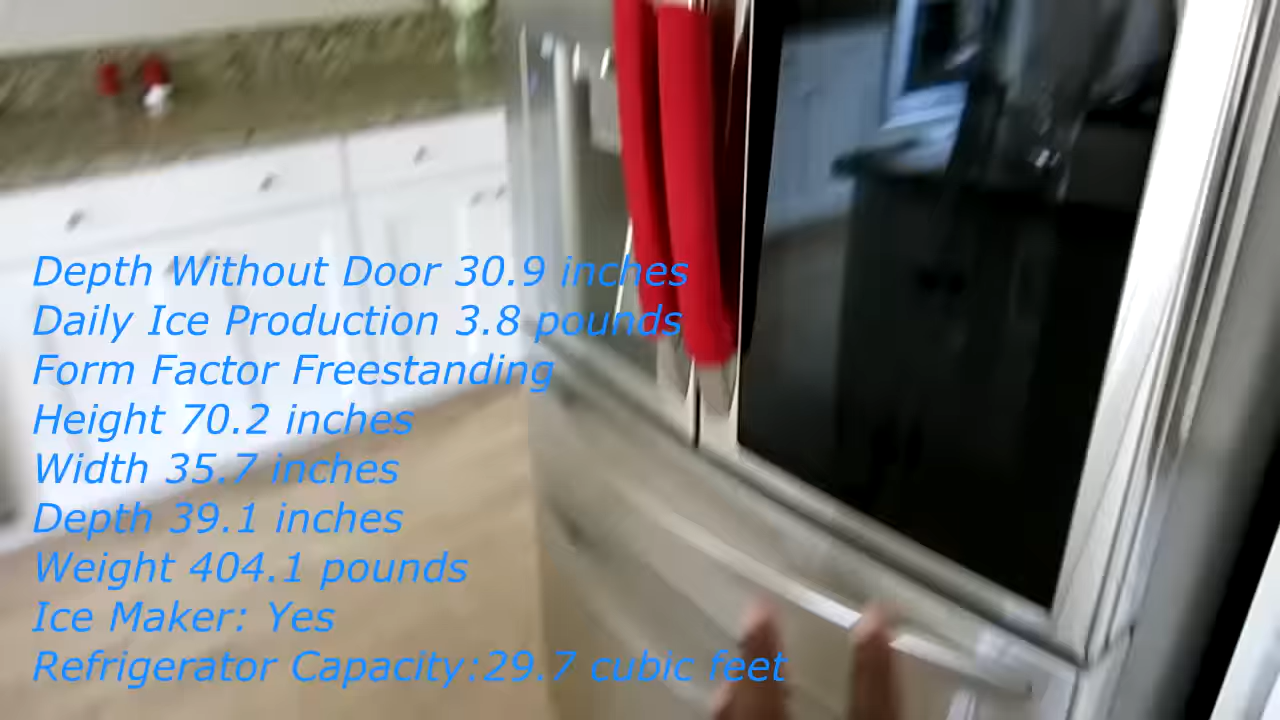 Depth Without Door 30.9 inches
Daily Ice Production 3.8 pounds
Form Factor Freestanding
Height 70.2 inches
Width 35.7 inches
Depth 39.1 inches
Weight 404.1 pounds
Ice Maker: Yes
Refrigerator Capacity:29.7 cubic feet